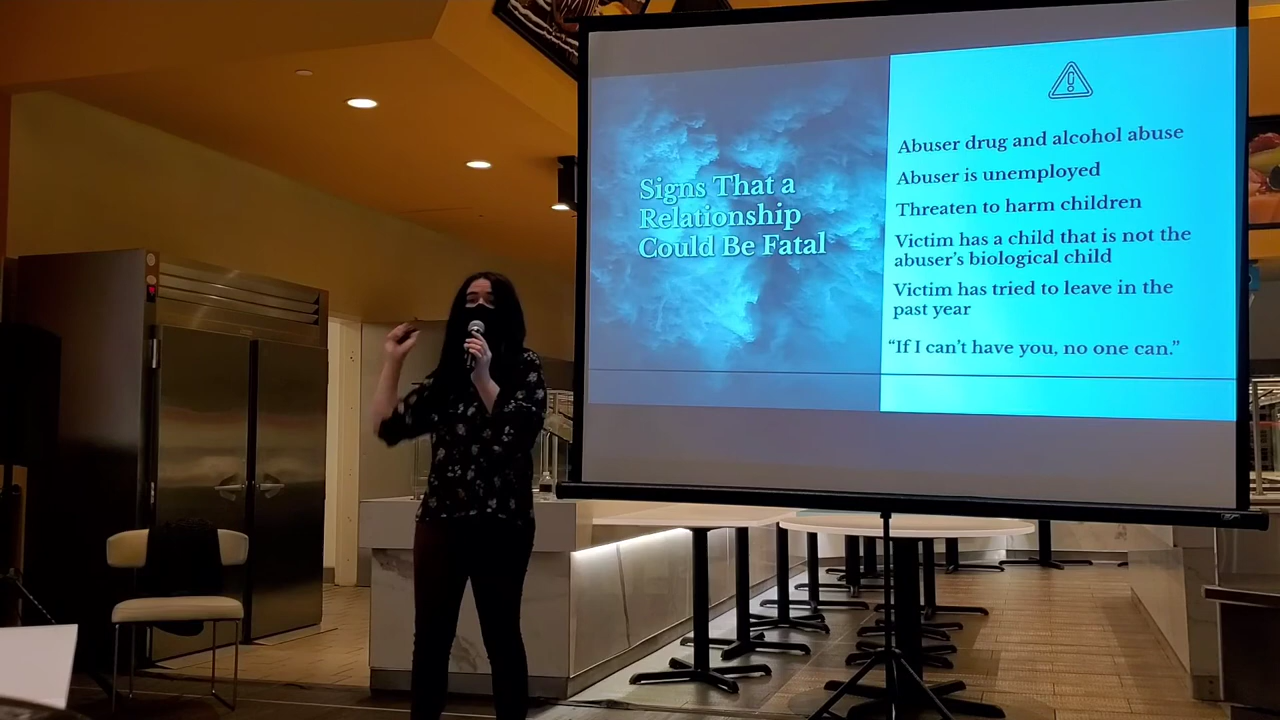 Signs That a
Relationship
Could Be Fatal
Abuser drug and alcohol abuse
Abuser is unemployed
Threaten to harm children
Victim has a child that is not the
abuser's biological child
Victim has tried to leave in the
past year
“If I can't have you, no one can.”